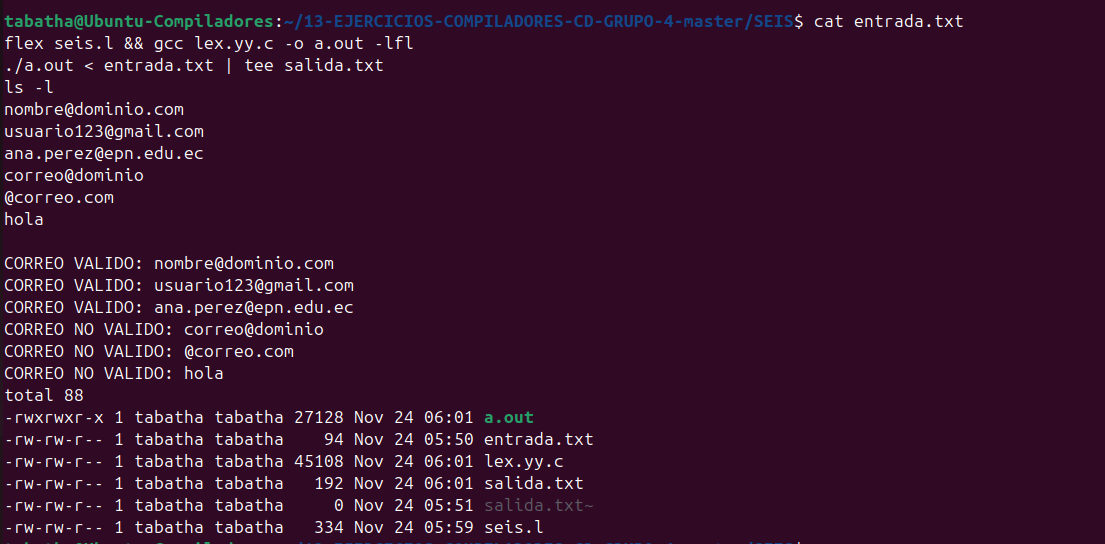 tabatha@Ubuntu-Compiladores:~/13-EJERCICIOS-COMPILADORES-CD-GRUPO-4-master/SEIS$ cat entrada.txt
flex seis.l && gcc lex.yy.c -o a.out -lfl
./a.out < entrada.txt | tee salida.txt
ls -l
nombre@dominio.com
usuario123@gmail.com
ana.perez@epn.edu.ec
correo@dominio
@correo.com
hola
CORREO VALIDO: nombre@dominio.com
CORREO VALIDO: usuario123@gmail.com
CORREO VALIDO: ana.perez@epn.edu.ec
CORREO NO VALIDO: correo@dominio
CORREO NO VALIDO: @correo.com
CORREO NO VALIDO: hola
total 88
-rwxrwxr-x 1 tabatha tabatha 27128 Nov 24 06:01 a.out
-rw-rw-r-- 1 tabatha tabatha    94 Nov 24 05:50 entrada.txt
-rw-rw-r-- 1 tabatha tabatha 45108 Nov 24 06:01 lex.yy.c
-rw-rw-r-- 1 tabatha tabatha   192 Nov 24 06:01 salida.txt
-rw-rw-r-- 1 tabatha tabatha     0 Nov 24 05:51 salida.txt~
-rw-rw-r-- 1 tabatha tabatha   334 Nov 24 05:59 seis.l